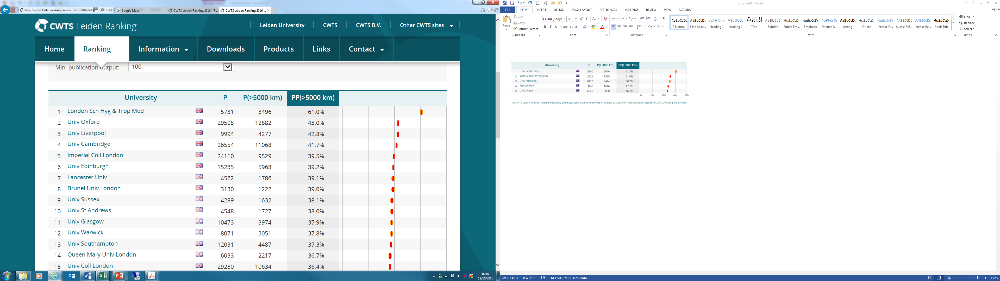 http://www.leidenranking.com/ranking/2016/list
Google Maps
CWTS Leiden Ranking 2016 - R...
CWTS Leiden Ranking 2016 ...
CWTS Leiden Ranking
Leiden University
CWTS
CWTS B.V.
Other CWTS sites
Home
Ranking
Information
Downloads
Products
Links
Contact
Min. publication output: 100
University P P(>5000 km) PP(>5000 km)
1 London Sch Hyg & Trop Med 5731 3496 61.0%
2 Univ Oxford 29508 12682 43.0%
3 Univ Liverpool 9994 4277 42.8%
4 Univ Cambridge 26554 11068 41.7%
5 Imperial Coll London 24110 9529 39.5%
6 Univ Edinburgh 15235 5968 39.2%
7 Lancaster Univ 4562 1786 39.1%
8 Brunel Univ London 3130 1222 39.0%
9 Univ Sussex 4289 1632 38.1%
10 Univ St Andrews 4548 1727 38.0%
11 Univ Glasgow 10473 3974 37.9%
12 Univ Warwick 8071 3051 37.8%
13 Univ Southampton 12031 4487 37.3%
14 Queen Mary Univ London 6033 2217 36.7%
15 Univ Coll London 29230 10634 36.4%
02:07
19/10/2016
Document1 - Word
FILE HOME INSERT DESIGN PAGE LAYOUT REFERENCES MAILINGS REVIEW VIEW ACROBAT
Sign in
Paste
Cut
Copy
Format Painter
Clipboard
Calibri (Body) 11
Font
Paragraph
AaBbCcDc AaBbCcDc AaBbCc AaBbCcD AaBl AaBbCcD AaBbCcDc AaBbCcDc AaBbCcDc AaBbCcDc AaBbCcDc AaBbCcDc AABBCCDC AABBCCDC AaBbCcDc
¶ Normal ¶ No Spac... Heading 1 Heading 2 Title Subtitle Subtle Em... Emphasis Intense E... Strong Quote Intense Q... Subtle Ref... Intense Re... Book Title
Styles
Find
Replace
Select
Editing
University P P(>5000 km) PP(>5000 km)
1 Univ Canterbury 3340 2046 61.3%
2 Victoria Univ Wellington 2721 1398 51.4%
3 Univ Auckland 8720 4424 50.7%
4 Massey Univ 3448 1646 47.7%
5 Univ Otago 6620 3060 46.2%
0% 20% 40% 60% 80%
The CWTS Leiden Ranking is based exclusively on bibliographic data from the Web of Science database of Thomson Reuters (Scientific), Inc., Philadelphia, PA, USA.
PAGE 1 OF 1 0 WORDS ENGLISH (UNITED KINGDOM)
330%